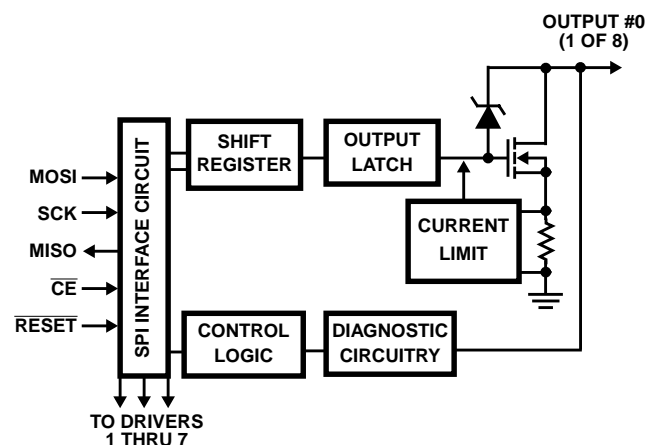 OUTPUT #0
(1 OF 8)
SHIFT
REGISTER
OUTPUT
LATCH
MOSI
SCK
MISO
CE
RESET
SPI INTERFACE CIRCUIT
CURRENT
LIMIT
CONTROL
LOGIC
DIAGNOSTIC
CIRCUITRY
TO DRIVERS
1 THRU 7